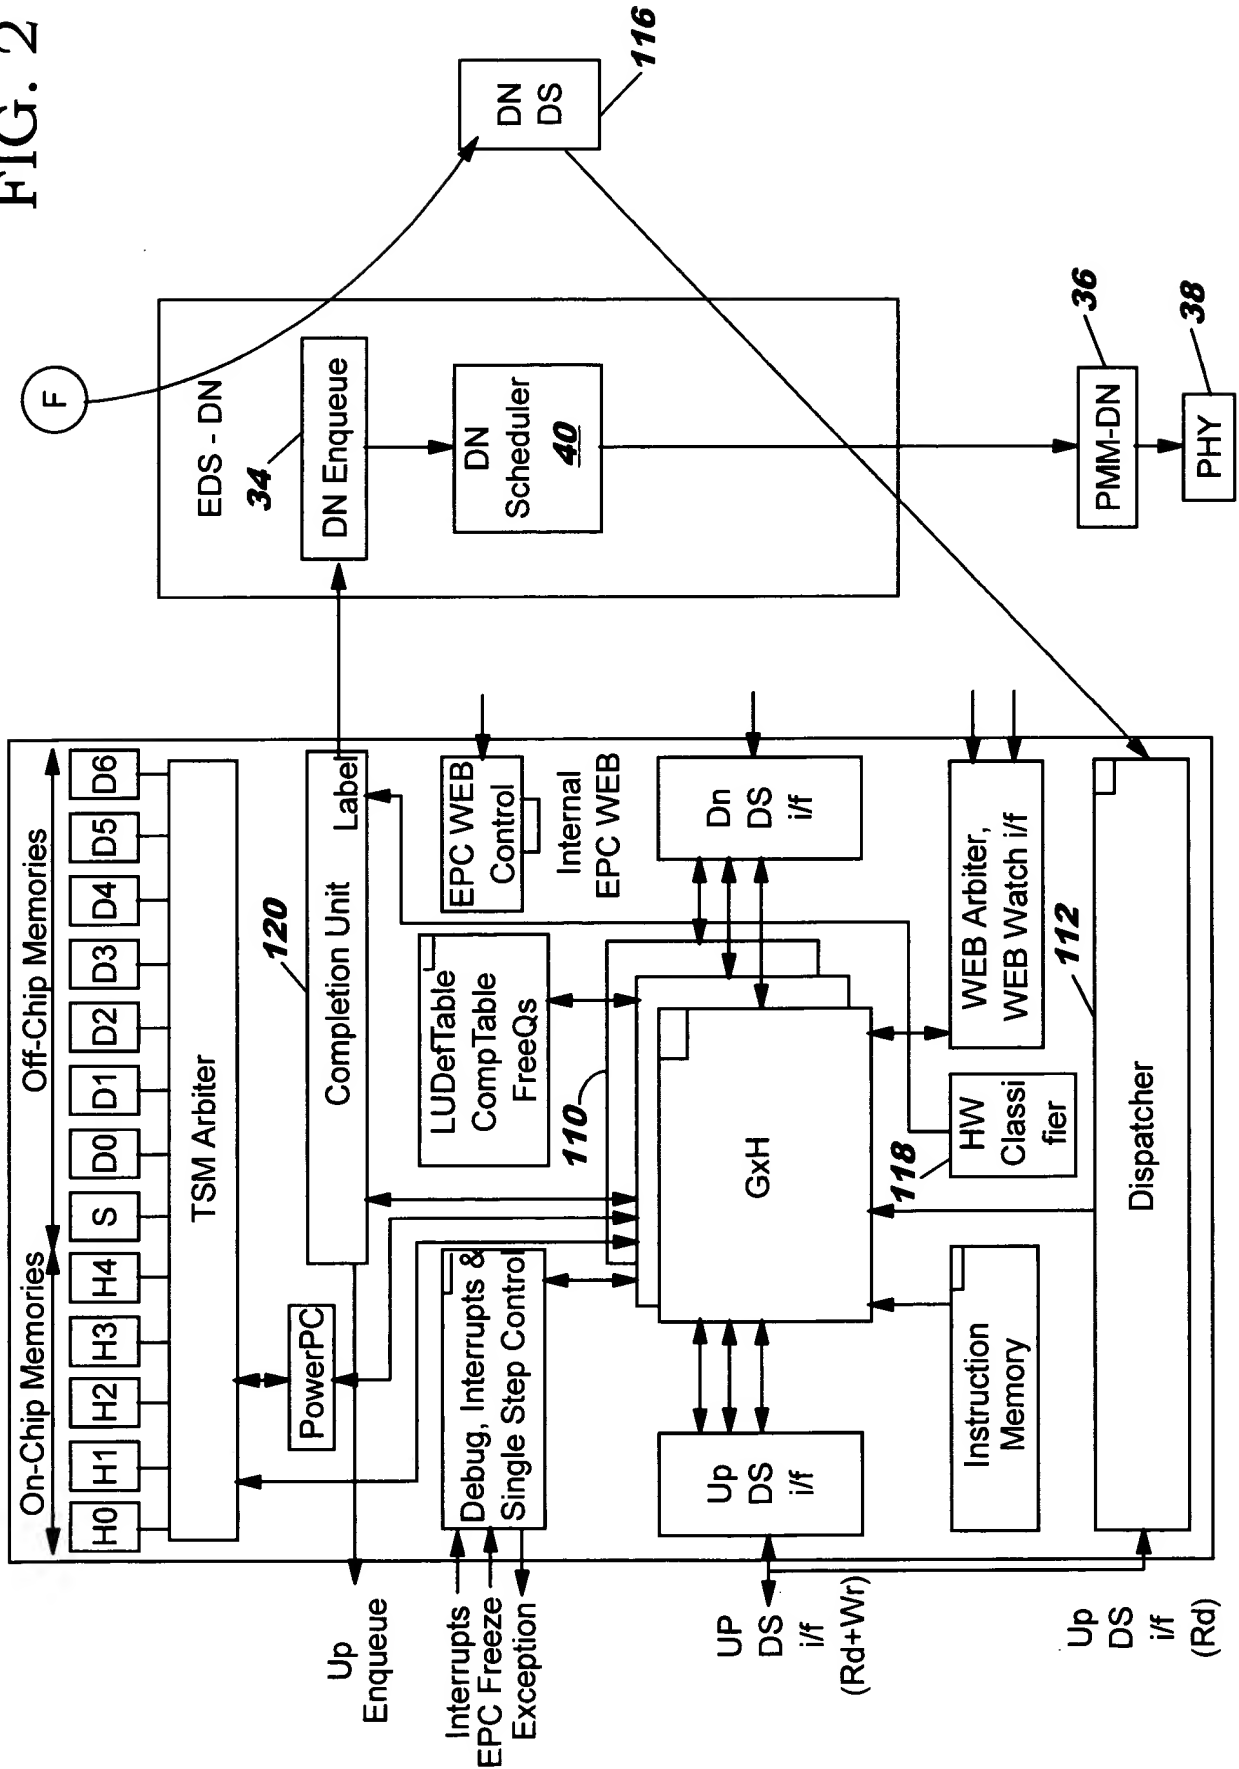 FIG. 2
On-Chip Memories
Off-Chip Memories
H0
H1
H2
H3
H4
S
D0
D1
D2
D3
D4
D5
D6
TSM Arbiter
F
EDS - DN
34
DN Enqueue
DN
Scheduler
40
DN
DS
116
PowerPC
120
Completion Unit
Label
Up
Enqueue
Interrupts
EPC Freeze
Exception
Debug, Interrupts &
Single Step Control
LUDefTable
CompTable
FreeQs
EPC WEB
Control
Internal
EPC WEB
110
GxH
UP
DS
i/f
(Rd+Wr)
Up
DS
i/f
Dn
DS
i/f
118
HW
Classi
fier
WEB Arbiter,
WEB Watch i/f
Instruction
Memory
112
Dispatcher
Up
DS
i/f
(Rd)
PMM-DN
36
PHY
38